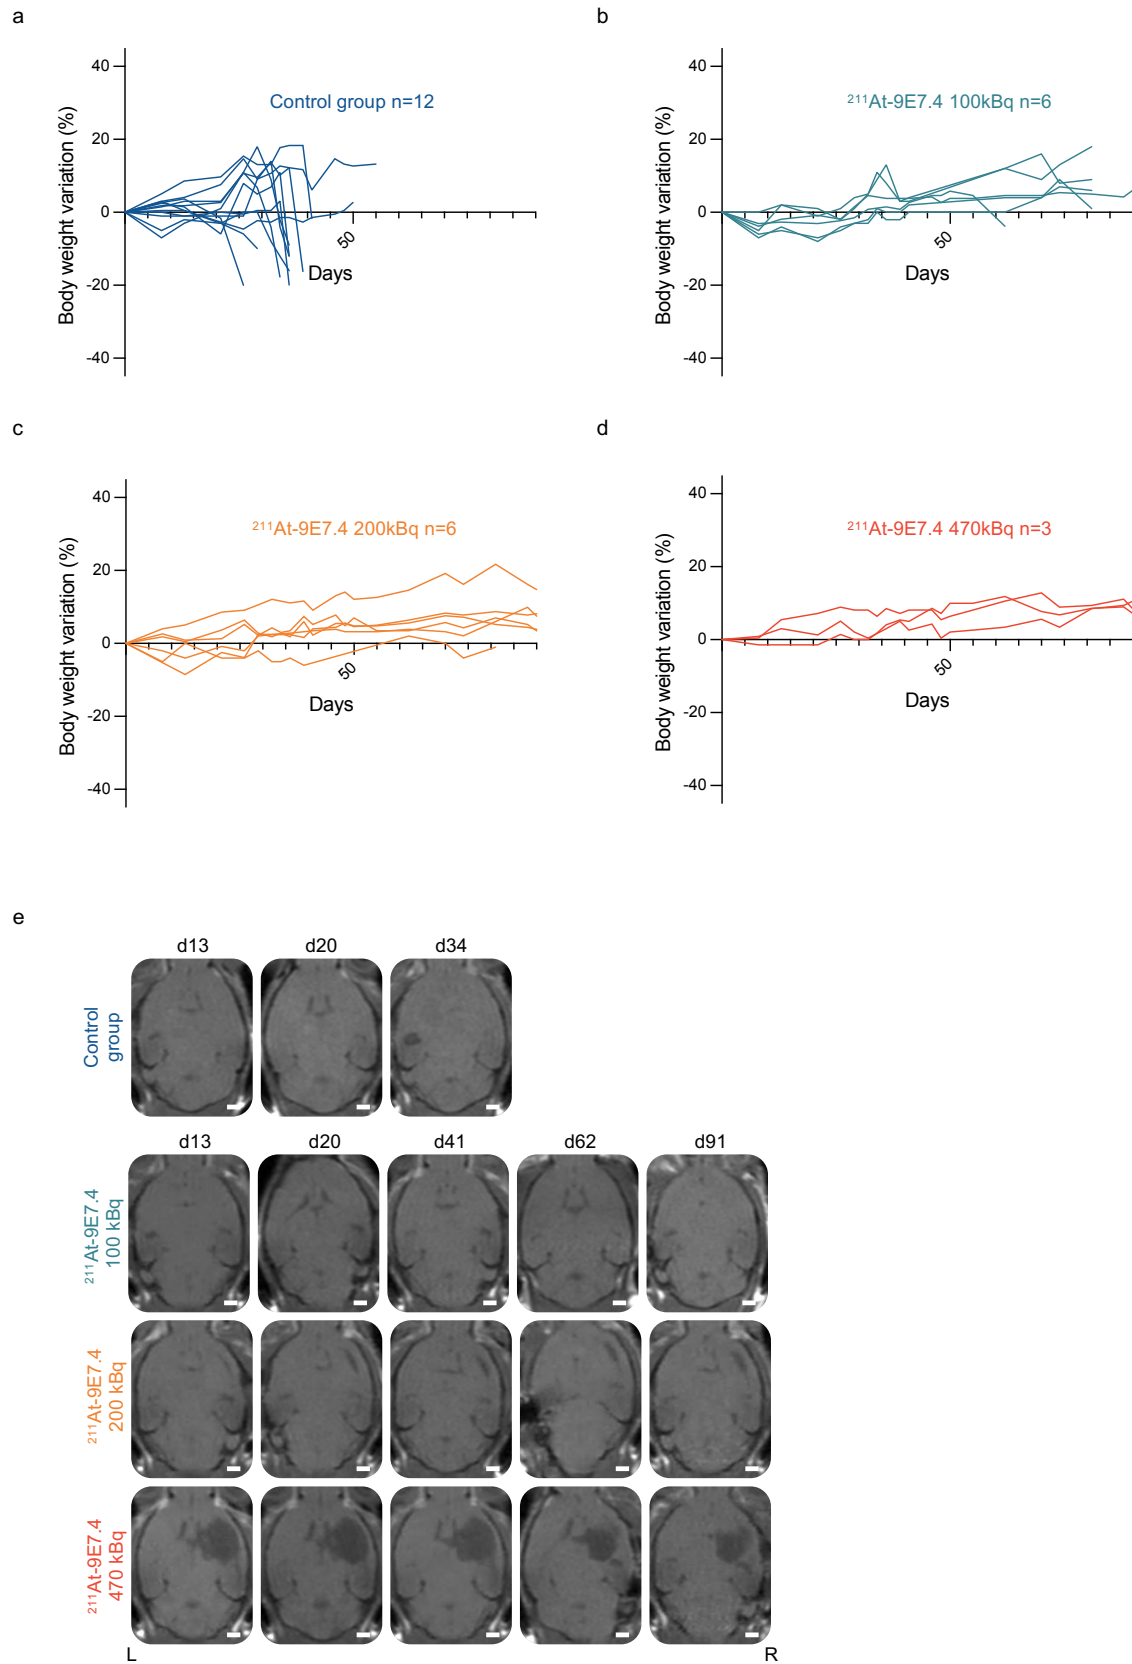 a
b
40
20
0
-20
-40
Body weight variation (%)
Control group n=12
50
Days
40
20
0
-20
-40
Body weight variation (%)
²¹¹At-9E7.4 100kBq n=6
50
Days
c
d
40
20
0
-20
-40
Body weight variation (%)
²¹¹At-9E7.4 200kBq n=6
50
Days
40
20
0
-20
-40
Body weight variation (%)
²¹¹At-9E7.4 470kBq n=3
50
Days
e
d13 d20 d34
Control
group
d13 d20 d41 d62 d91
²¹¹At-9E7.4
100 kBq
²¹¹At-9E7.4
200 kBq
²¹¹At-9E7.4
470 kBq
L R